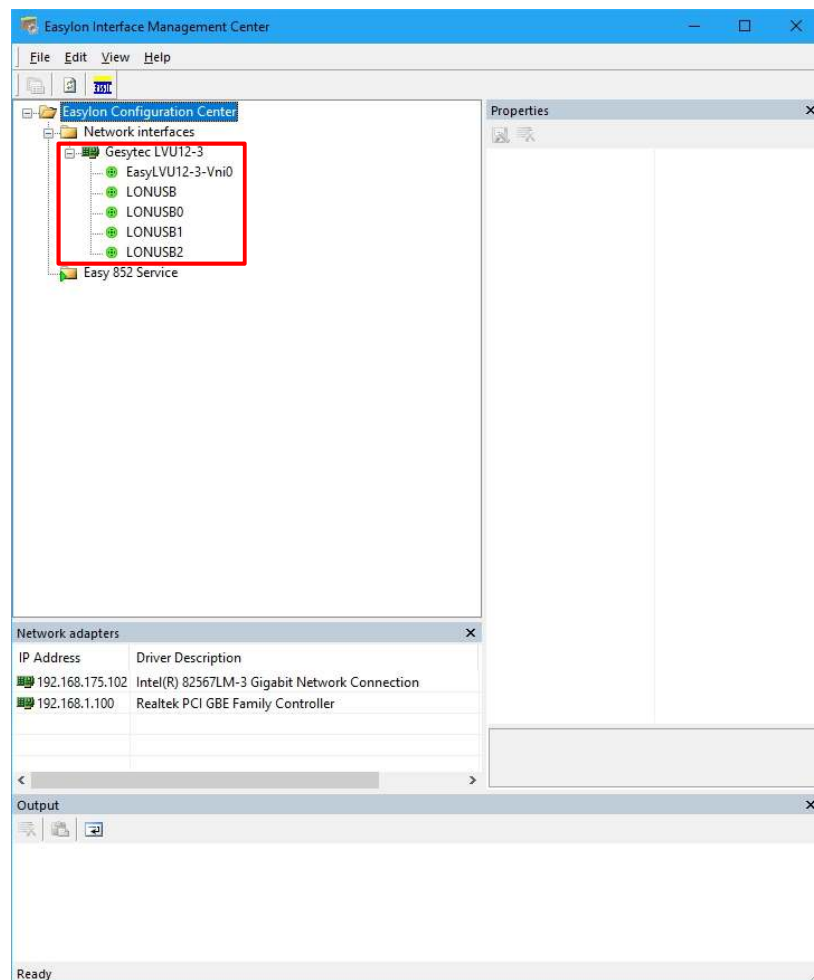 Easylon Interface Management Center
File Edit View Help
Easylon Configuration Center
Network interfaces
Gesytec LVU12-3
EasyLVU12-3-Vni0
LONUSB
LONUSB0
LONUSB1
LONUSB2
Easy 852 Service
Properties
Network adapters
IP Address Driver Description
192.168.175.102 Intel(R) 82567LM-3 Gigabit Network Connection
192.168.1.100 Realtek PCI GBE Family Controller
Output
Ready